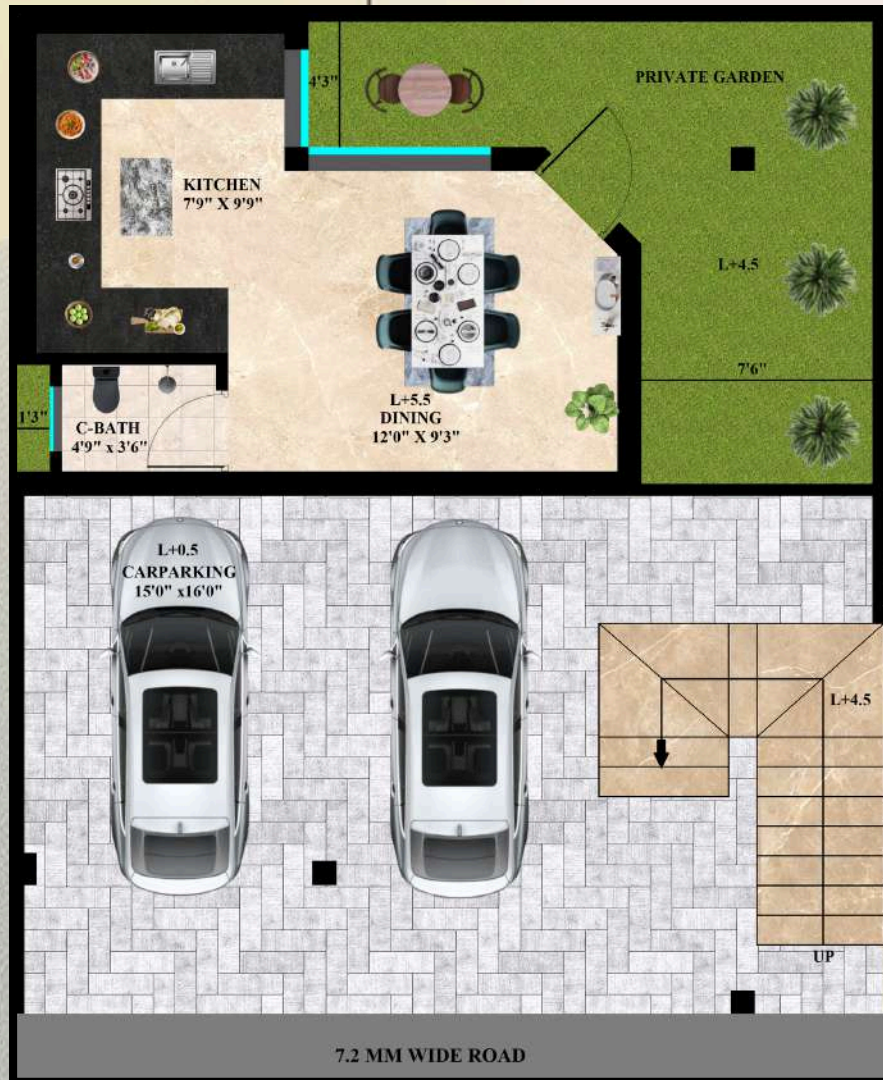 4'3"
PRIVATE GARDEN
KITCHEN
7'9" X 9'9"
L+4.5
7'6"
L+5.5
DINING
12'0" X 9'3"
1'3"
C-BATH
4'9" x 3'6"
L+0.5
CARPARKING
15'0" x16'0"
L+4.5
UP
7.2 MM WIDE ROAD